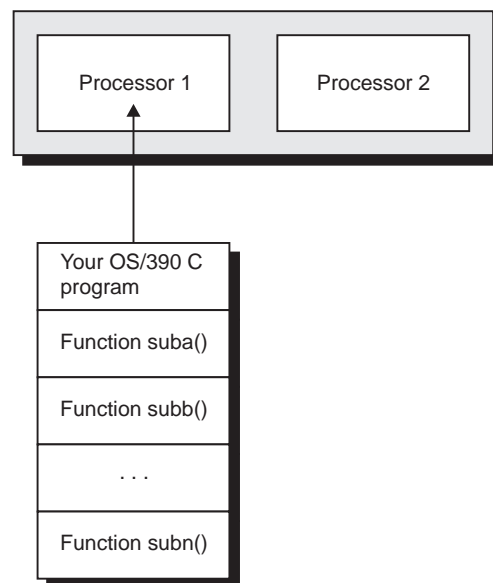 Processor 1
Processor 2
Your OS/390 C
program
Function suba()
Function subb()
. . .
Function subn()